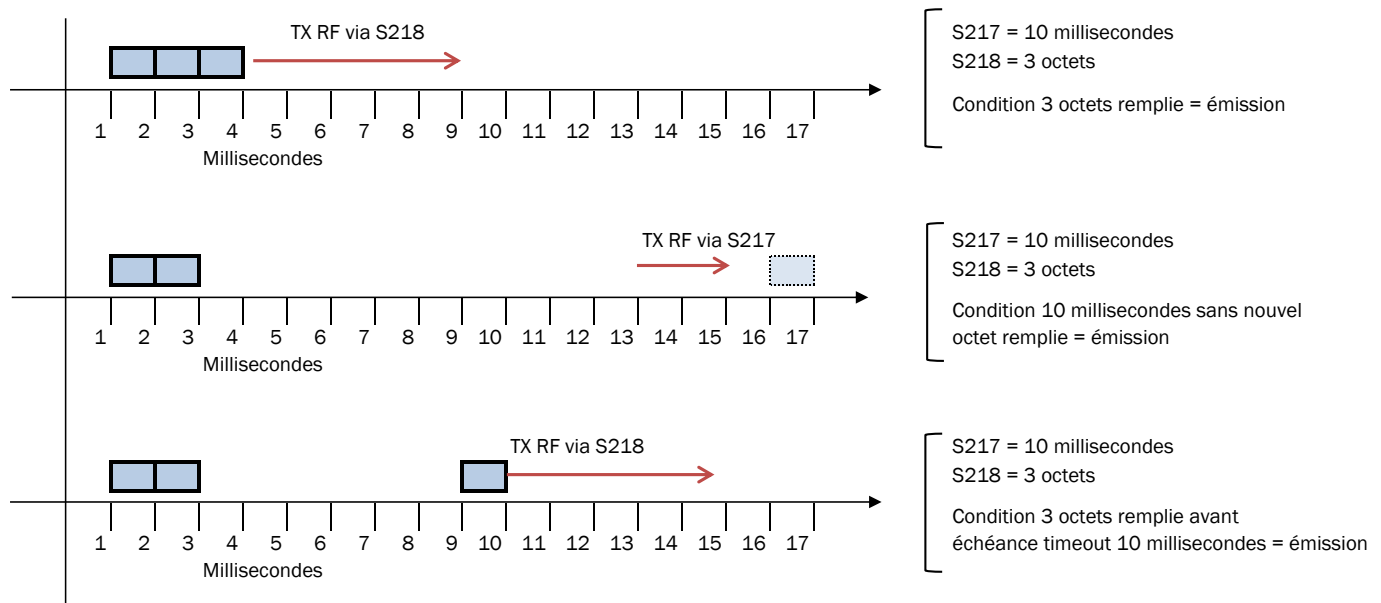 TX RF via S218
1 2 3 4 5 6 7 8 9 10 11 12 13 14 15 16 17
Millisecondes
S217 = 10 millisecondes
S218 = 3 octets
Condition 3 octets remplie = émission
TX RF via S217
1 2 3 4 5 6 7 8 9 10 11 12 13 14 15 16 17
Millisecondes
S217 = 10 millisecondes
S218 = 3 octets
Condition 10 millisecondes sans nouvel
octet remplie = émission
TX RF via S218
1 2 3 4 5 6 7 8 9 10 11 12 13 14 15 16 17
Millisecondes
S217 = 10 millisecondes
S218 = 3 octets
Condition 3 octets remplie avant
échéance timeout 10 millisecondes = émission